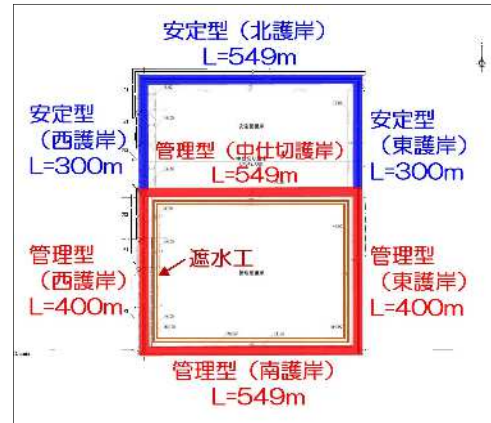 安定型（北護岸）
L=549m
安定型
（西護岸）
L=300m
安定型
（東護岸）
L=300m
管理型（中仕切護岸）
L=549m
管理型
（西護岸）
L=400m
遮水工
管理型
（東護岸）
L=400m
管理型（南護岸）
L=549m